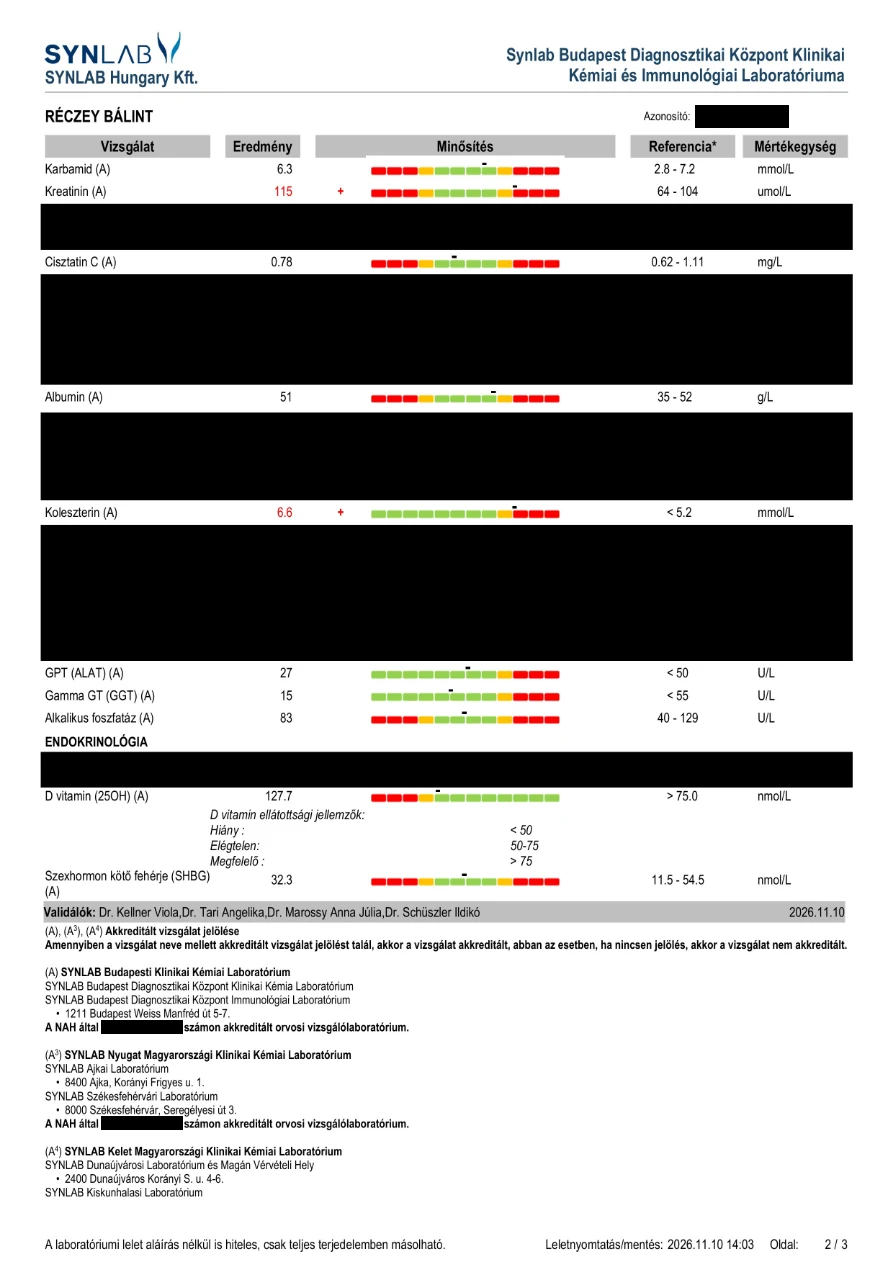 SYNLAB
SYNLAB Hungary Kft.
Synlab Budapest Diagnosztikai Központ Klinikai
Kémiai és Immunológiai Laboratóriuma
RÉCZEY BÁLINT Azonosító:
Vizsgálat Eredmény Minősítés Referencia* Mértékegység
Karbamid (A) 6.3 2.8 - 7.2 mmol/L
Kreatinin (A) 115 + 64 - 104 umol/L
Cisztatin C (A) 0.78 0.62 - 1.11 mg/L
Albumin (A) 51 35 - 52 g/L
Koleszterin (A) 6.6 + < 5.2 mmol/L
GPT (ALAT) (A) 27 < 50 U/L
Gamma GT (GGT) (A) 15 < 55 U/L
Alkalikus foszfatáz (A) 83 40 - 129 U/L
ENDOKRINOLÓGIA
D vitamin (25OH) (A) 127.7 > 75.0 nmol/L
D vitamin ellátottsági jellemzők:
Hiány : < 50
Elégtelen: 50-75
Megfelelő : > 75
Szexhormon kötő fehérje (SHBG)
(A) 32.3 11.5 - 54.5 nmol/L
Validálók: Dr. Kellner Viola,Dr. Tari Angelika,Dr. Marossy Anna Júlia,Dr. Schüszler Ildikó 2026.11.10
(A), (A³), (A⁴) Akkreditált vizsgálat jelölése
Amennyiben a vizsgálat neve mellett akkreditált vizsgálat jelölést talál, akkor a vizsgálat akkreditált, abban az esetben, ha nincsen jelölés, akkor a vizsgálat nem akkreditált.
(A) SYNLAB Budapesti Klinikai Kémiai Laboratórium
SYNLAB Budapest Diagnosztikai Központ Klinikai Kémia Laboratórium
SYNLAB Budapest Diagnosztikai Központ Immunológiai Laboratórium
• 1211 Budapest Weiss Manfréd út 5-7.
A NAH által számon akkreditált orvosi vizsgálólaboratórium.
(A³) SYNLAB Nyugat Magyarországi Klinikai Kémiai Laboratórium
SYNLAB Ajkai Laboratórium
• 8400 Ajka, Korányi Frigyes u. 1.
SYNLAB Székesfehérvári Laboratórium
• 8000 Székesfehérvár, Seregélyesi út 3.
A NAH által számon akkreditált orvosi vizsgálólaboratórium.
(A⁴) SYNLAB Kelet Magyarországi Klinikai Kémiai Laboratórium
SYNLAB Dunaújvárosi Laboratórium és Magán Vérvételi Hely
• 2400 Dunaújváros Korányi S. u. 4-6.
SYNLAB Kiskunhalasi Laboratórium
A laboratóriumi lelet aláírás nélkül is hiteles, csak teljes terjedelemben másolható. Leletnyomtatás/mentés: 2026.11.10 14:03 Oldal: 2 / 3